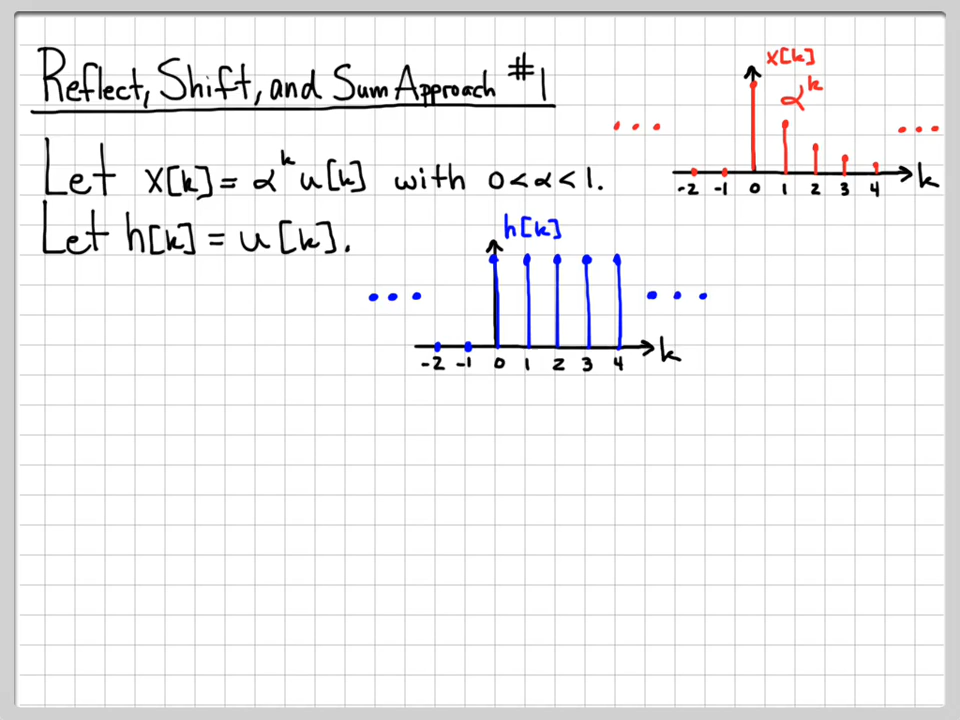 Reflect, Shift, and Sum Approach #1
x[k]
α^k
...
...
-2 -1 0 1 2 3 4 k
Let x[k] = α^k u[k] with 0 < α < 1.
Let h[k] = u[k].
h[k]
...
...
-2 -1 0 1 2 3 4 k